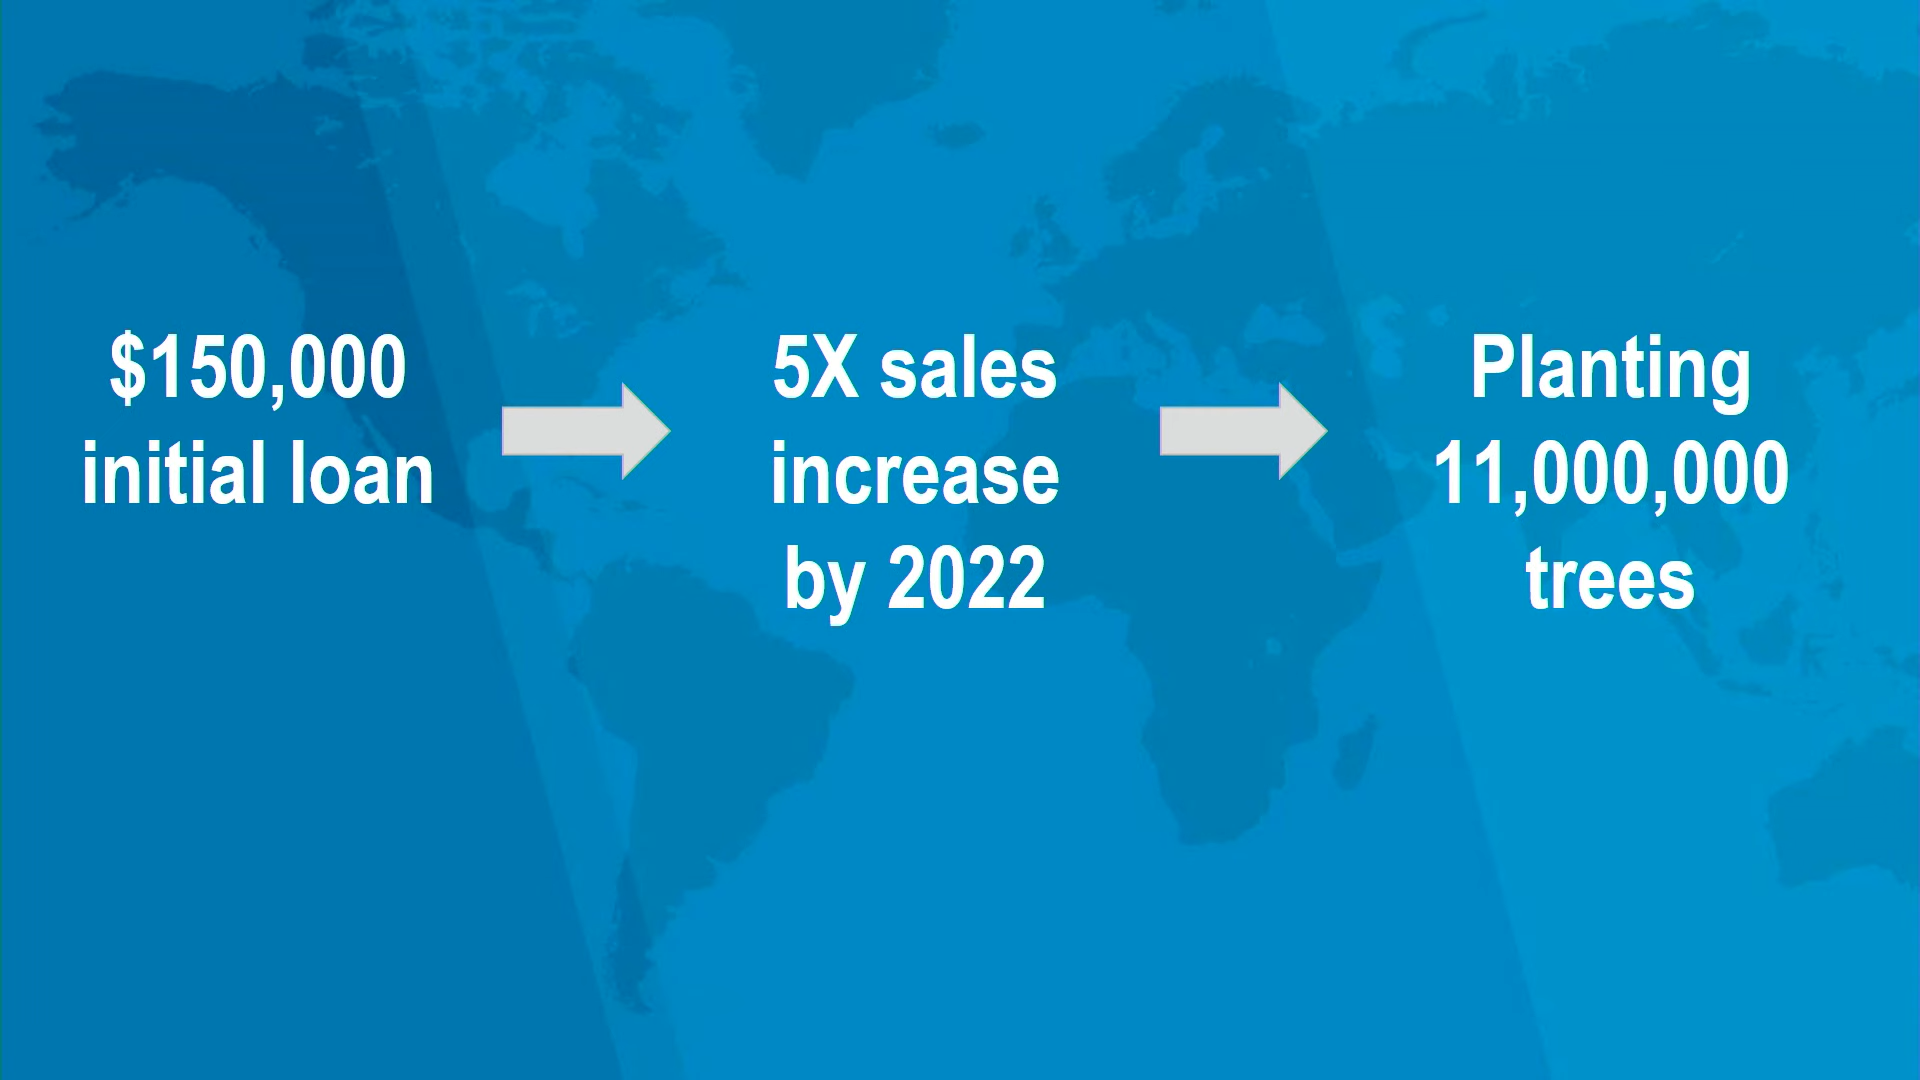 $150,000
initial loan
5X sales
increase
by 2022
Planting
11,000,000
trees